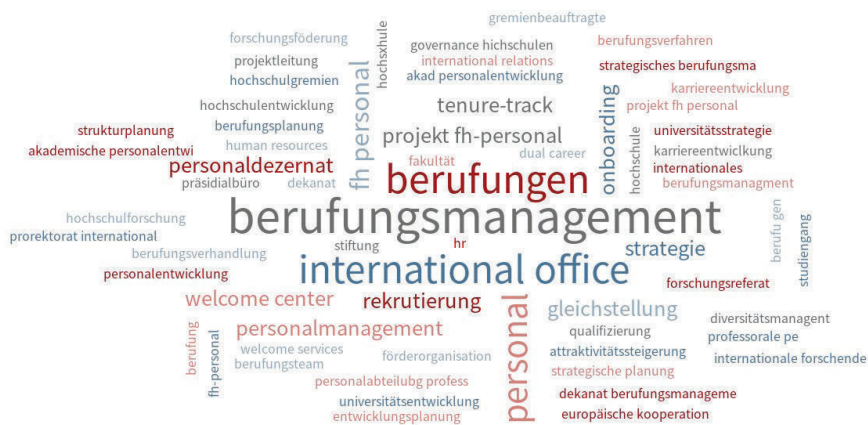 gremienbeauftragte
forschungsföderung
hochsxhule
governance hichschulen
berufungsverfahren
projektleitung
international relations
strategisches berufungsma
hochschulgremien
fh personal
akad personalentwicklung
karriereentwicklung
hochschulentwicklung
tenure-track
onboarding
projekt fh personal
strukturplanung
berufungsplanung
projekt fh-personal
hochschule
universitätsstrategie
akademische personalentwi
human resources
dual career
karriereentwiclkung
personaldezernat
fakultät
internationales
präsidialbüro
dekanat
berufungen
berufungsmanagment
hochschulforschung
berufungsmanagement
berufu gen
studiengang
prorektorat international
stiftung
hr
strategie
berufungsverhandlung
personalentwicklung
international office
forschungsreferat
welcome center
rekrutierung
personal
gleichstellung
diversitätsmanagent
berufung
fh-personal
personalmanagement
qualifizierung
professorale pe
welcome services
förderorganisation
attraktivitätssteigerung
internationale forschende
berufungsteam
strategische planung
personalabteilubg profess
universitätsentwicklung
dekanat berufungsmanageme
entwicklungsplanung
europäische kooperation